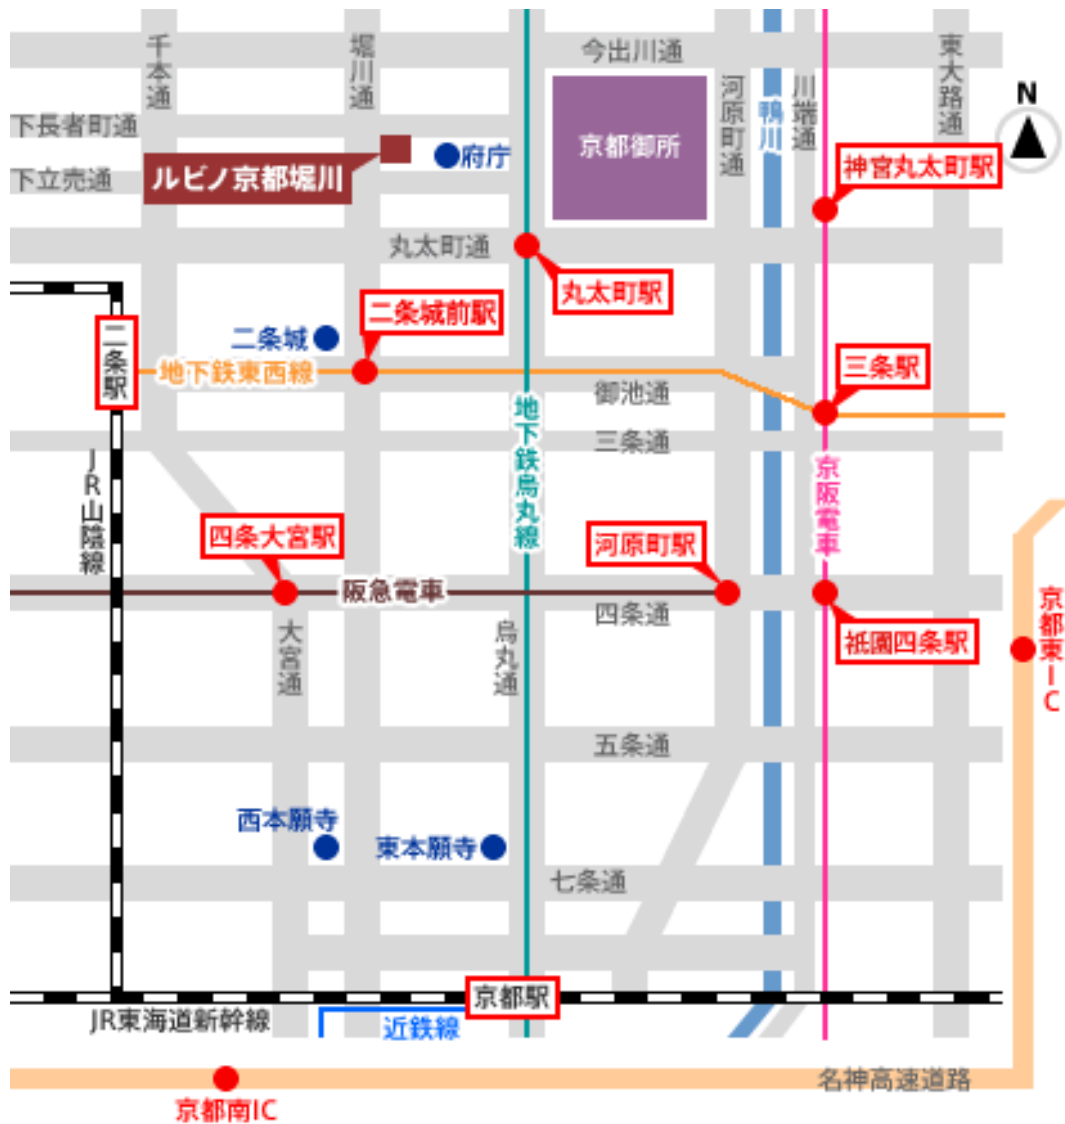 千本通
堀川通
今出川通
東大路通
河原町通
鴨川
川端通
N
下長者町通
府庁
京都御所
下立売通
ルビノ京都堀川
神宮丸太町駅
丸太町通
丸太町駅
二条城前駅
二条城
二条駅
地下鉄東西線
三条駅
御池通
地下鉄烏丸線
三条通
JR山陰線
京阪電車
四条大宮駅
河原町駅
阪急電車
四条通
京都東IC
大宮通
烏丸通
祇園四条駅
五条通
西本願寺
東本願寺
七条通
京都駅
JR東海道新幹線
近鉄線
名神高速道路
京都南IC